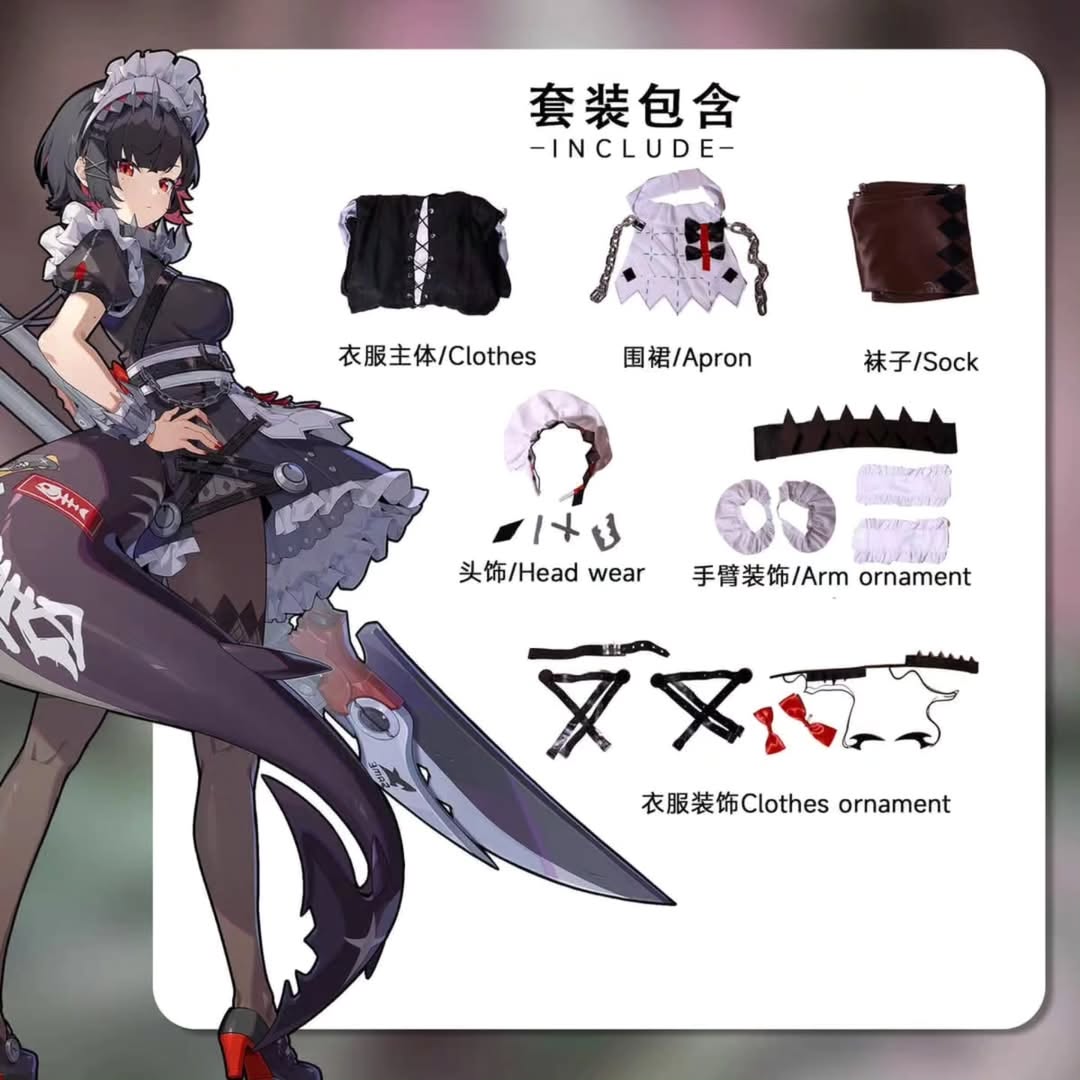 套装包含
-INCLUDE-
衣服主体/Clothes
围裙/Apron
袜子/Sock
头饰/Head wear
手臂装饰/Arm ornament
衣服装饰Clothes ornament